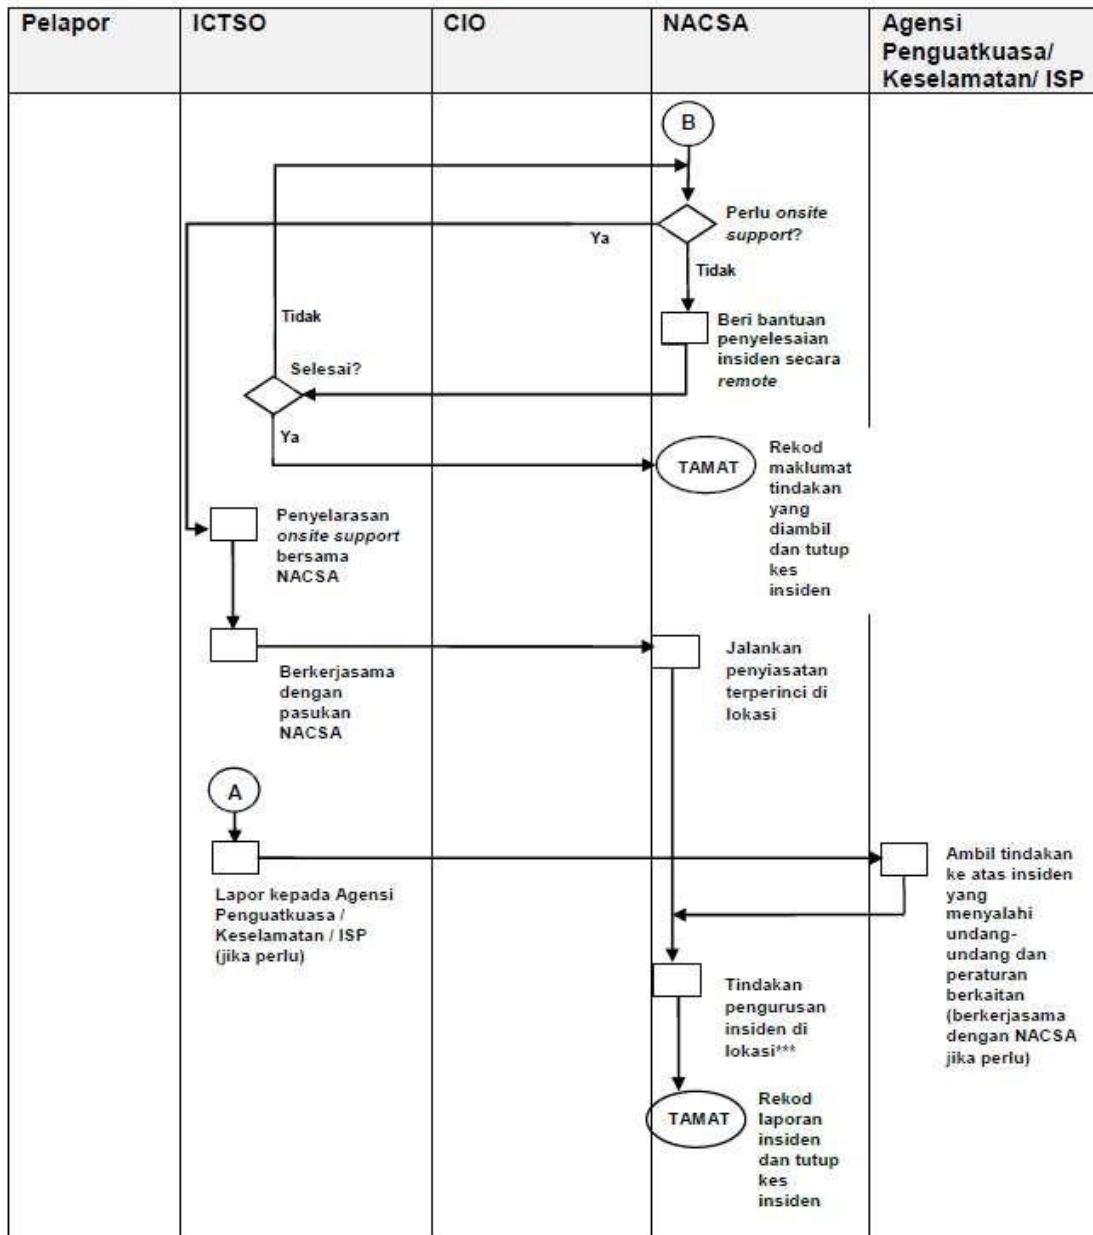 Pelapor
ICTSO
CIO
NACSA
Agensi
Penguatkuasa/
Keselamatan/ ISP
B
Perlu onsite
support?
Ya
Tidak
Beri bantuan
penyelesaian
insiden secara
remote
Tidak
Selesai?
Ya
TAMAT
Rekod
maklumat
tindakan
yang
diambil
dan tutup
kes
insiden
Penyelarasan
onsite support
bersama
NACSA
Berkerjasama
dengan
pasukan
NACSA
Jalankan
penyiasatan
terperinci di
lokasi
A
Lapor kepada Agensi
Penguatkuasa /
Keselamatan / ISP
(jika perlu)
Ambil tindakan
ke atas insiden
yang
menyalahi
undang-
undang dan
peraturan
berkaitan
(berkerjasama
dengan NACSA
jika perlu)
Tindakan
pengurusan
insiden di
lokasi***
TAMAT
Rekod
laporan
insiden
dan tutup
kes
insiden